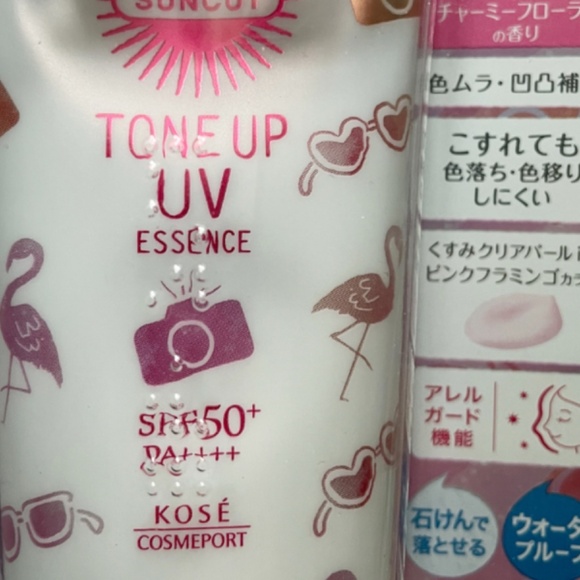 SUNCUT
TONE UP
UV
ESSENCE
SPF50+
PA++++
KOSÉ
COSMEPORT
チャーミーフローラ
の香り
色ムラ・凹凸補
こすれても
色落ち・色移り
しにくい
くすみクリアパール
ピンクフラミンゴカラ
アレル
ガード
機能
石けんで
落とせる
ウォータ
プルーフ